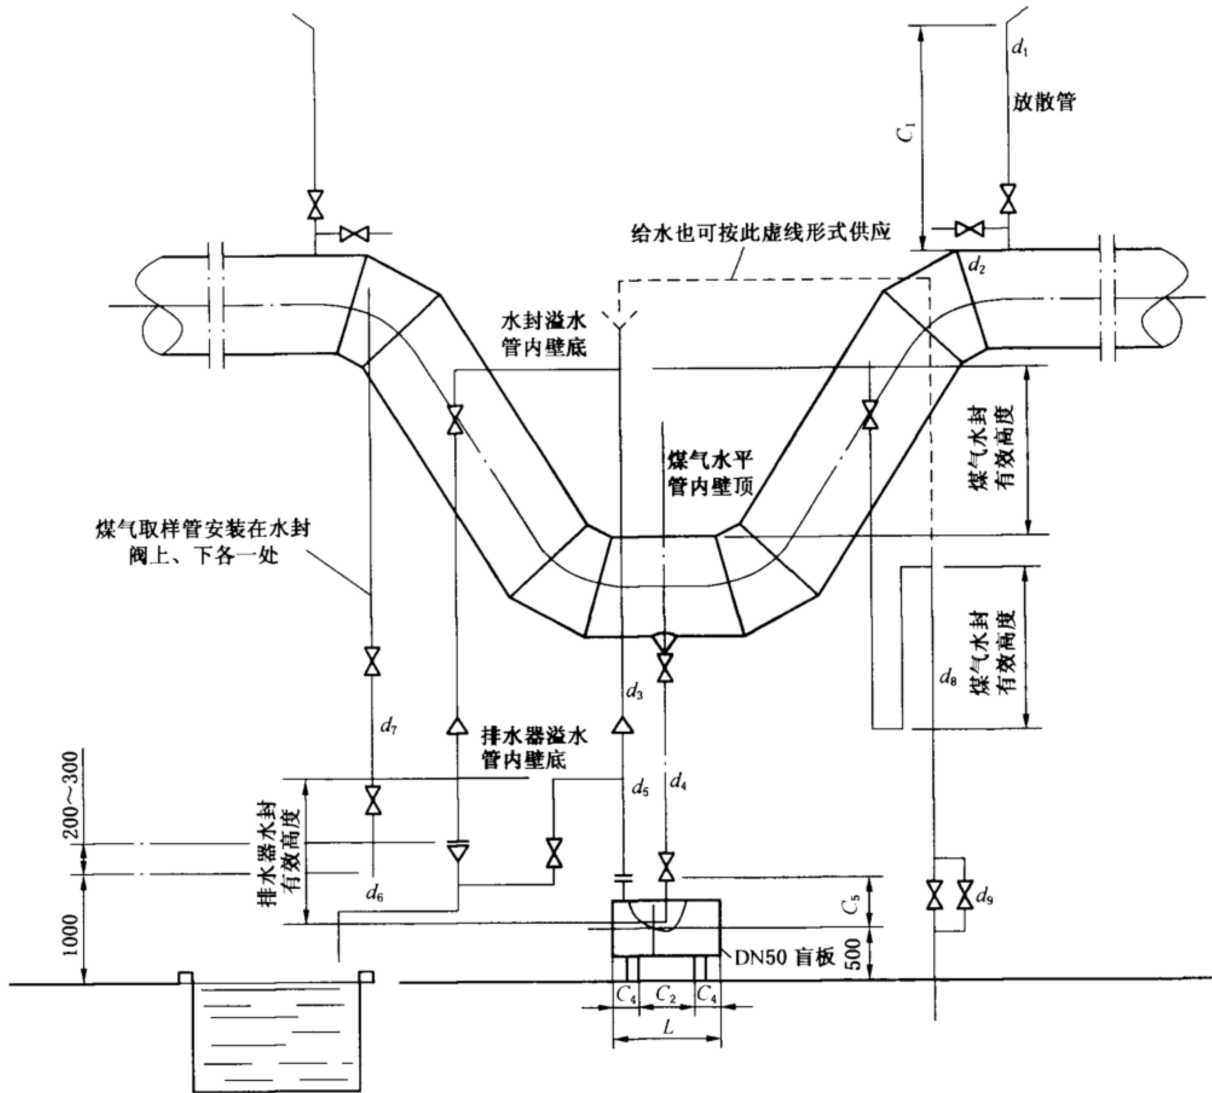 d₁
放散管
C₁
给水也可按此虚线形式供应
d₂
水封溢水
管内壁底
煤气水平
管内壁顶
煤气水封
有效高度
煤气取样管安装在水封
阀上、下各一处
煤气水封
有效高度
d₃
d₈
d₇
排水器溢水
管内壁底
d₅
d₄
200～300
排水器水封
有效高度
d₆
C₅
d₉
1000
DN50 盲板
500
C₄
C₂
C₄
L